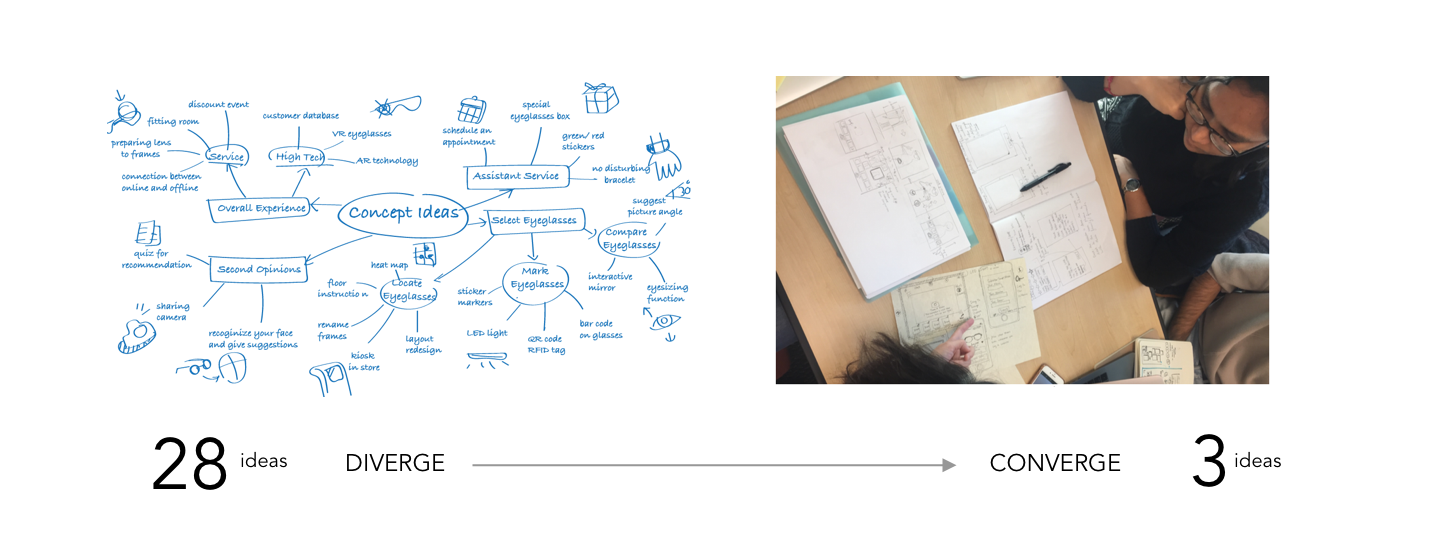 discount event
fitting room
preparing lens
to frames
Service
connection between
online and offline
customer database
VR eyeglasses
High Tech
AR technology
Overall Experience
Concept Ideas
schedule an
appointment
special
eyeglasses box
green/ red
stickers
Assistant Service
no disturbing
bracelet
30°
suggest
picture angle
Select Eyeglasses
Compare
Eyeglasses
interactive
mirror
eyesizing
function
quiz for
recommendation
Second Opinions
sharing
camera
recoginize your face
and give suggestions
heat map
Locate
Eyeglasses
floor
instruction
rename
frames
kiosk
in store
layout
redesign
Mark
Eyeglasses
sticker
markers
LED light
QR code
RFID tag
bar code
on glasses
28 ideas DIVERGE CONVERGE 3 ideas